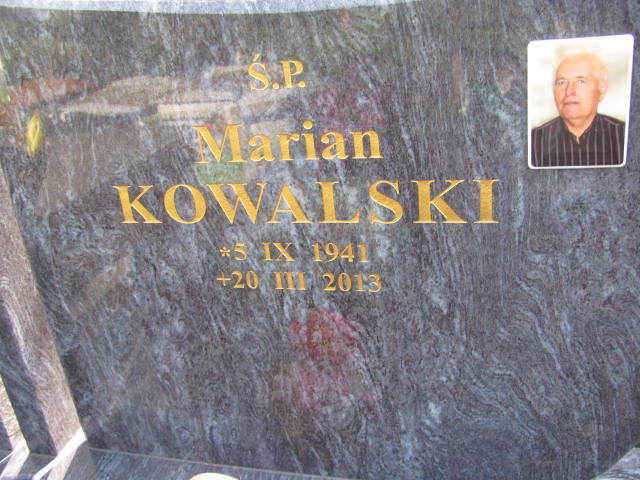 Ś.P.
Marian
KOWALSKI
*5 IX 1941
+20 III 2013